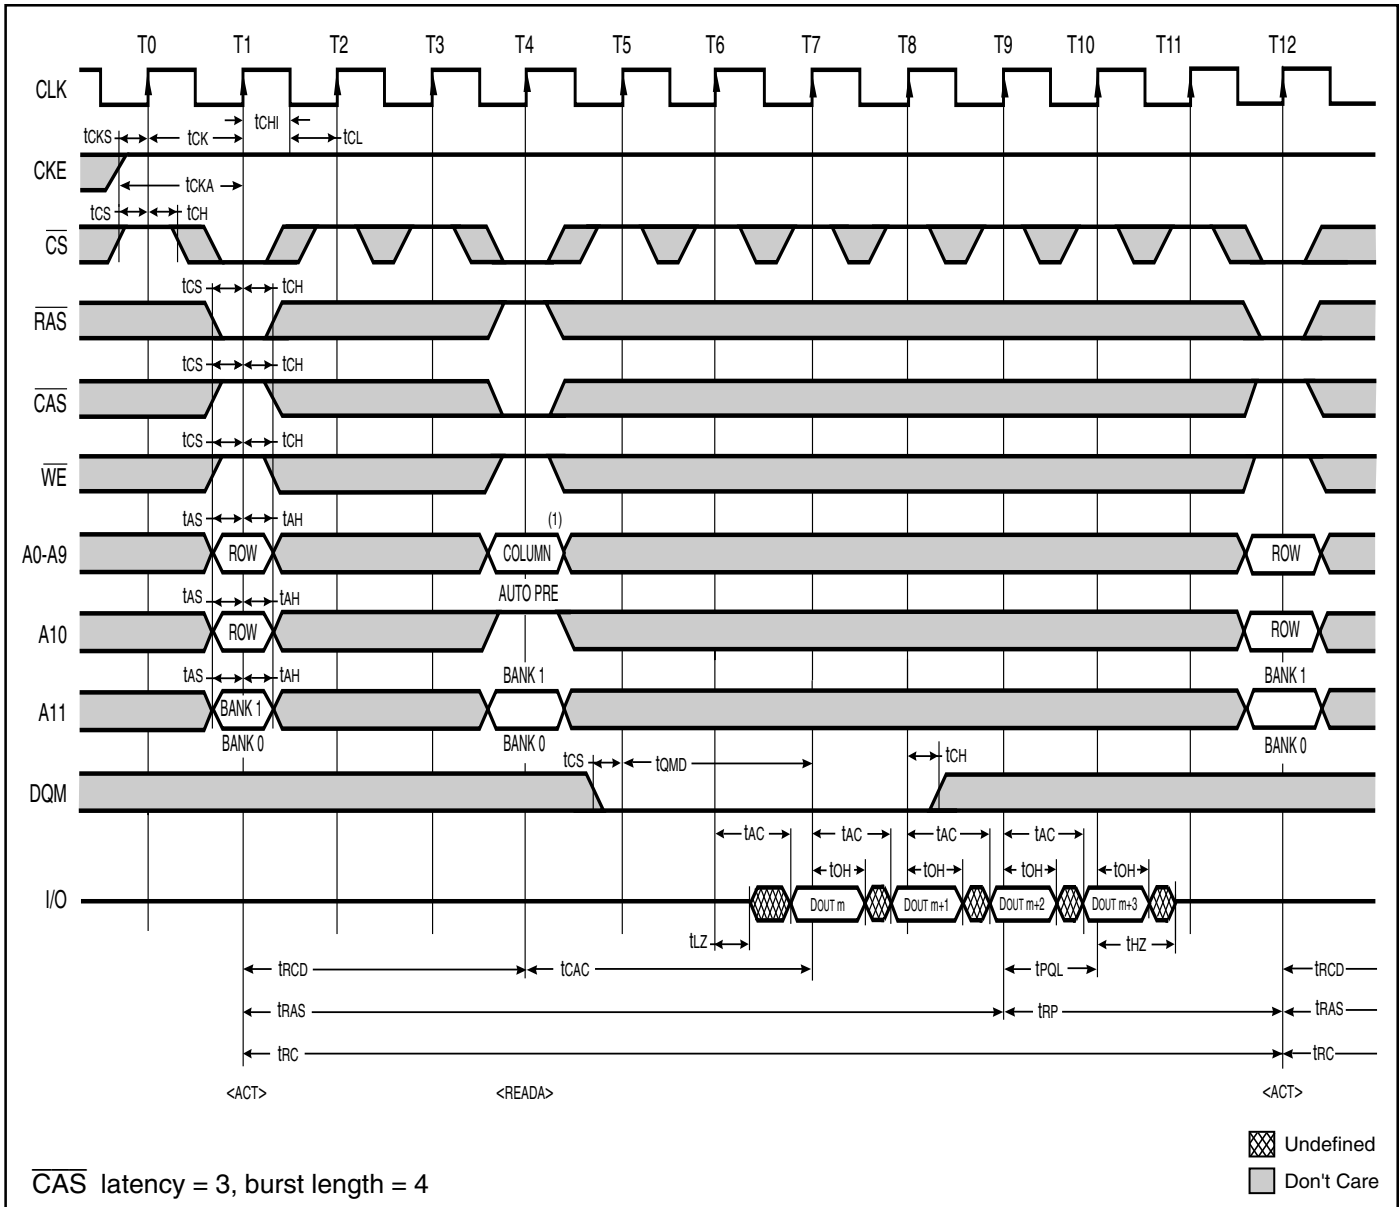 T0 T1 T2 T3 T4 T5 T6 T7 T8 T9 T10 T11 T12
CLK
tCHI
tCKS tCK tCL
CKE
tCKA
tCS tCH
CS
tCS tCH
RAS
tCS tCH
CAS
tCS tCH
WE
tAS tAH (1)
A0-A9 ROW COLUMN ROW
tAS tAH AUTO PRE
A10 ROW ROW
tAS tAH BANK 1 BANK 1
A11 BANK 1
BANK 0 BANK 0 BANK 0
tCS tQMD tCH
DQM
tAC tAC tAC tAC
tOH tOH tOH tOH
I/O DOUT m DOUT m+1 DOUT m+2 DOUT m+3
tLZ tHZ
tRCD tCAC tPQL tRCD
tRAS tRP tRAS
tRC tRC
<ACT> <READA> <ACT>
Undefined
CAS latency = 3, burst length = 4 Don't Care